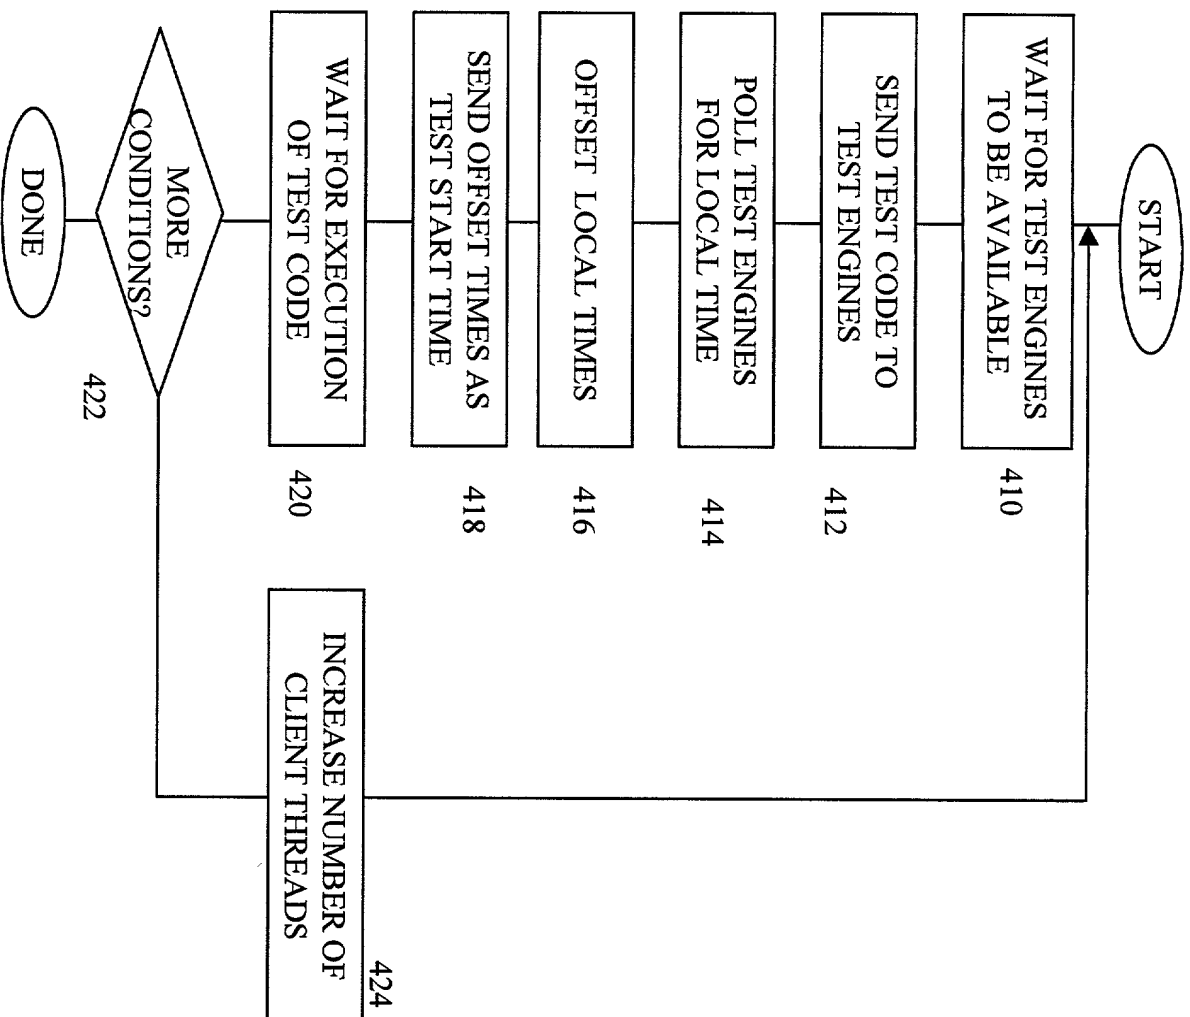 START
WAIT FOR TEST ENGINES
TO BE AVAILABLE
410
SEND TEST CODE TO
TEST ENGINES
412
POLL TEST ENGINES
FOR LOCAL TIME
414
OFFSET LOCAL TIMES
416
SEND OFFSET TIMES AS
TEST START TIME
418
WAIT FOR EXECUTION
OF TEST CODE
420
INCREASE NUMBER OF
CLIENT THREADS
424
MORE
CONDITIONS?
422
DONE